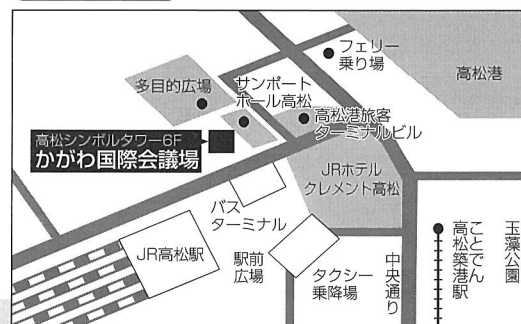 フェリー
乗り場
高松港
多目的広場
サンポート
ホール高松
高松港旅客
ターミナルビル
高松シンボルタワー6F
かがわ国際会議場
JRホテル
クレメント高松
バス
ターミナル
JR高松駅
駅前
広場
タクシー
乗降場
中央通り
ことでん
高松築港駅
玉藻公園